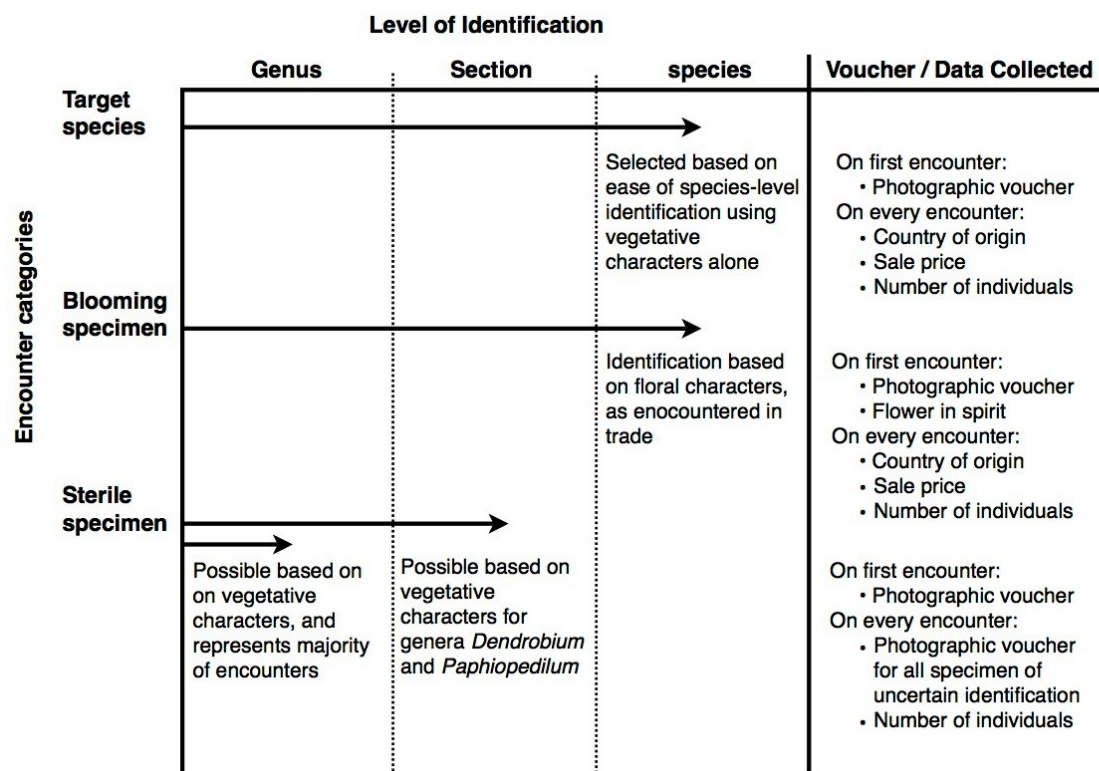 Level of Identification
Genus
Section
species
Voucher / Data Collected
Encounter categories
Target
species
Selected based on
ease of species-level
identification using
vegetative
characters alone
On first encounter:
• Photographic voucher
On every encounter:
• Country of origin
• Sale price
• Number of individuals
Blooming
specimen
Identification based
on floral characters,
as enocountered in
trade
On first encounter:
• Photographic voucher
• Flower in spirit
On every encounter:
• Country of origin
• Sale price
• Number of individuals
Sterile
specimen
Possible based on
on vegetative
characters, and
represents majority
of encounters
Possible based on
vegetative
characters for
genera Dendrobium
and Paphiopedilum
On first encounter:
• Photographic voucher
On every encounter:
• Photographic voucher
for all specimen of
uncertain identification
• Number of individuals